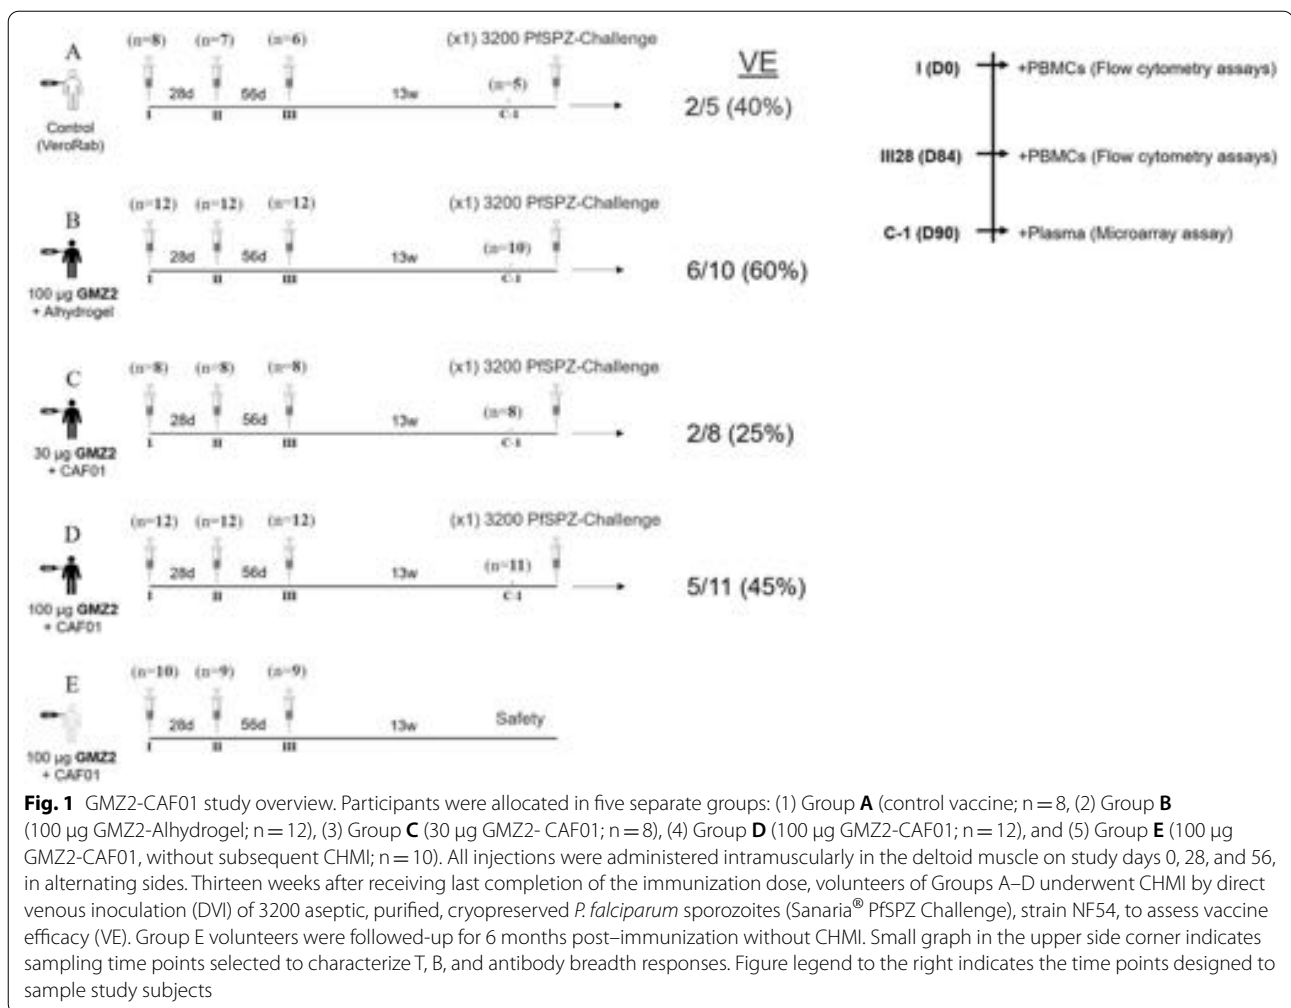 A
(n=8) (n=7) (n=6) (x1) 3200 PfSPZ-Challenge
28d 56d 13w (n=5)
I II III C-1
Control
(VeroRab)
VE
2/5 (40%)
I (D0) +PBMCs (Flow cytometry assays)
III28 (D84) +PBMCs (Flow cytometry assays)
C-1 (D90) +Plasma (Microarray assay)
B
(n=12) (n=12) (n=12) (x1) 3200 PfSPZ-Challenge
28d 56d 13w (n=10)
I II III C-1
100 µg GMZ2
+ Alhydrogel
6/10 (60%)
C
(n=8) (n=8) (n=8) (x1) 3200 PfSPZ-Challenge
28d 56d 13w (n=8)
I II III C-1
30 µg GMZ2
+ CAF01
2/8 (25%)
D
(n=12) (n=12) (n=12) (x1) 3200 PfSPZ-Challenge
28d 56d 13w (n=11)
I II III C-1
100 µg GMZ2
+ CAF01
5/11 (45%)
E
(n=10) (n=9) (n=9)
28d 56d 13w Safety
I II III
100 µg GMZ2
+ CAF01
Fig. 1 GMZ2-CAF01 study overview. Participants were allocated in five separate groups: (1) Group A (control vaccine; n = 8, (2) Group B
(100 µg GMZ2-Alhydrogel; n = 12), (3) Group C (30 µg GMZ2- CAF01; n = 8), (4) Group D (100 µg GMZ2-CAF01; n = 12), and (5) Group E (100 µg
GMZ2-CAF01, without subsequent CHMI; n = 10). All injections were administered intramuscularly in the deltoid muscle on study days 0, 28, and 56,
in alternating sides. Thirteen weeks after receiving last completion of the immunization dose, volunteers of Groups A–D underwent CHMI by direct
venous inoculation (DVI) of 3200 aseptic, purified, cryopreserved P. falciparum sporozoites (Sanaria® PfSPZ Challenge), strain NF54, to assess vaccine
efficacy (VE). Group E volunteers were followed-up for 6 months post–immunization without CHMI. Small graph in the upper side corner indicates
sampling time points selected to characterize T, B, and antibody breadth responses. Figure legend to the right indicates the time points designed to
sample study subjects